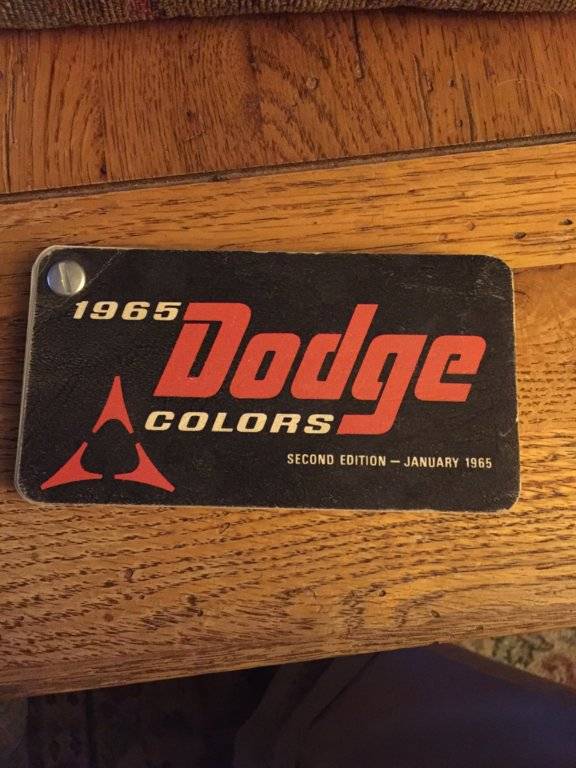 1965 Dodge
COLORS
SECOND EDITION — JANUARY 1965